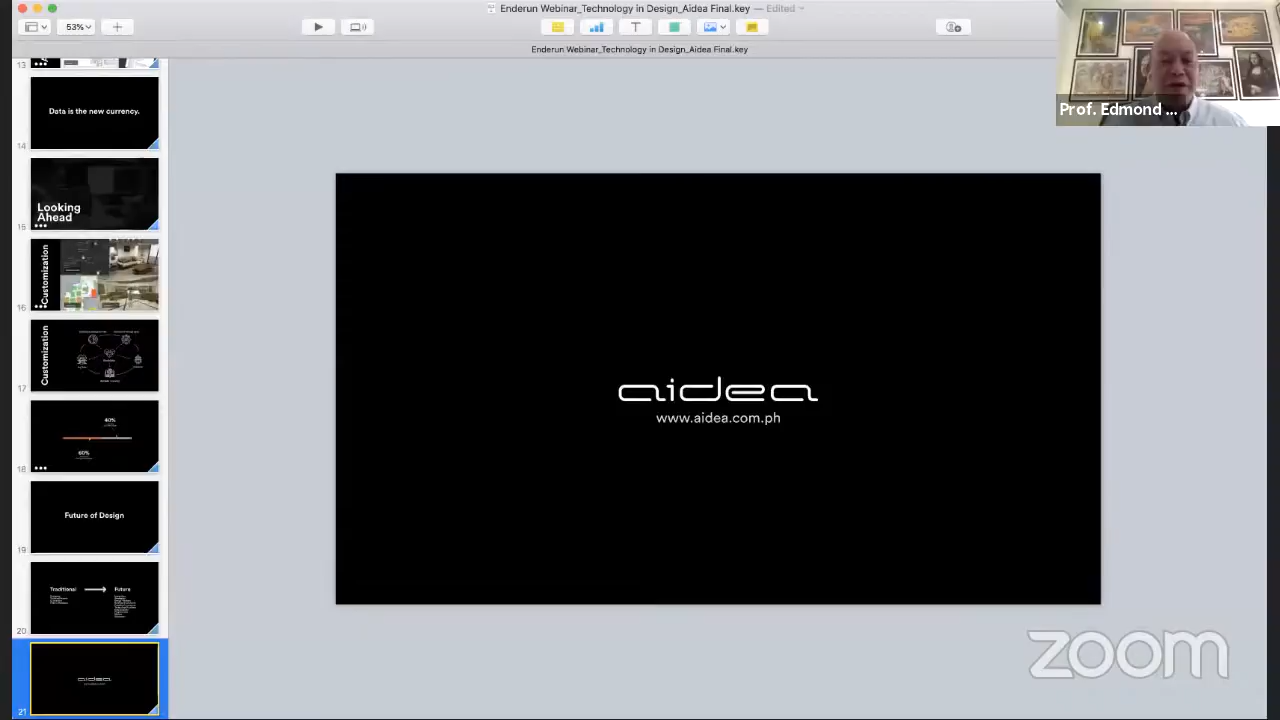 Enderun Webinar_Technology in Design_Aidea Final.key — Edited
53%
Enderun Webinar_Technology in Design_Aidea Final.key
Prof. Edmond ...
13
Data is the new currency.
14
Looking
Ahead
15
Customization
16
Customization
17
40%
60%
18
Future of Design
19
Traditional
Future
20
aidea
21
aidea
www.aidea.com.ph
zoom